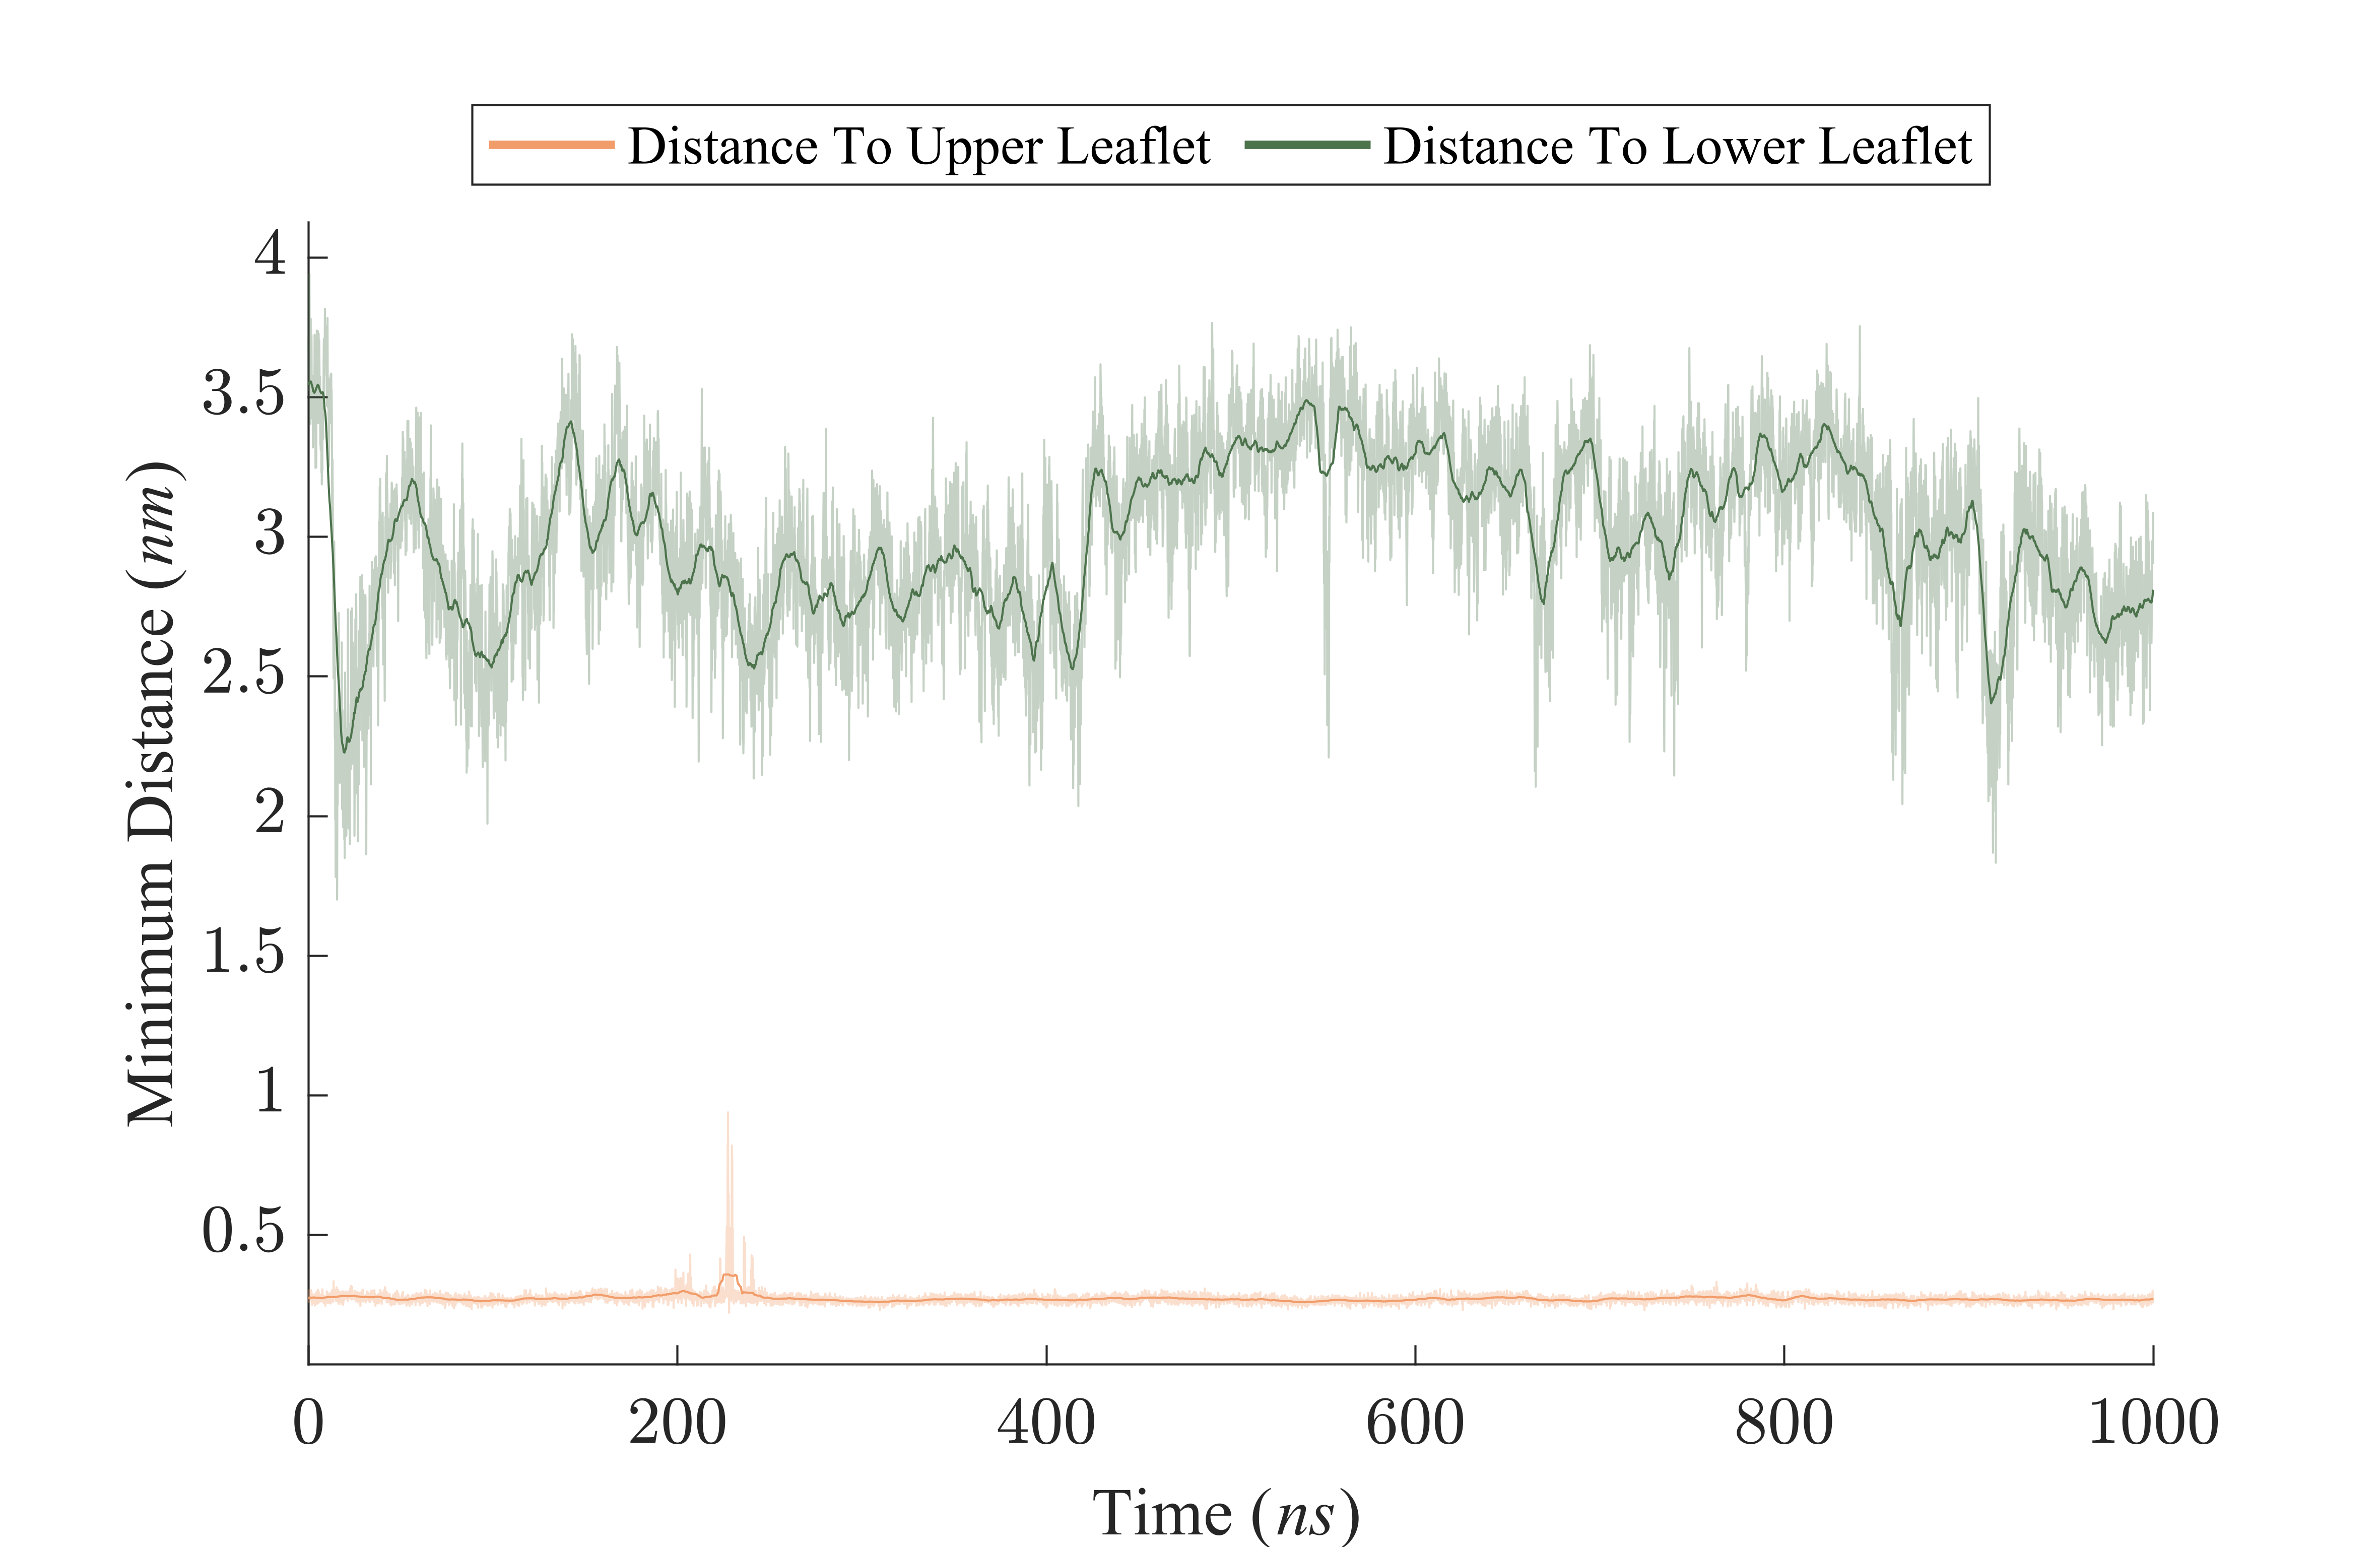 Distance To Upper Leaflet Distance To Lower Leaflet
Minimum Distance (nm)
4
3.5
3
2.5
2
1.5
1
0.5
0 200 400 600 800 1000
Time (ns)